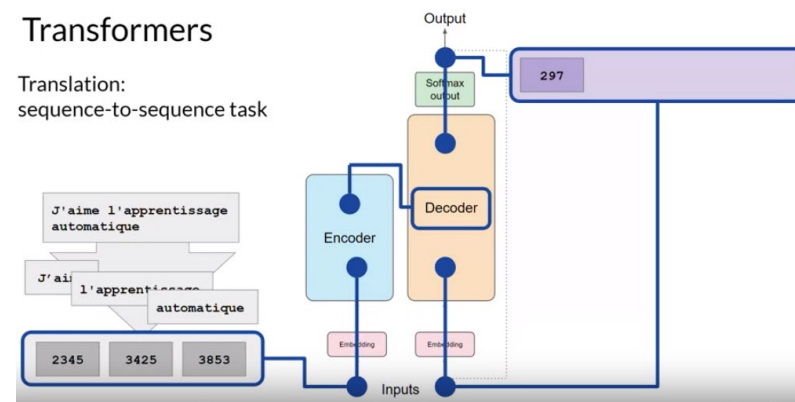 Transformers
Translation:
sequence-to-sequence task
J'aime l'apprentissage
automatique
J'ai
l'apprentissage
automatique
2345
3425
3853
Output
Softmax
output
Decoder
Encoder
Embedding
Embedding
Inputs
297